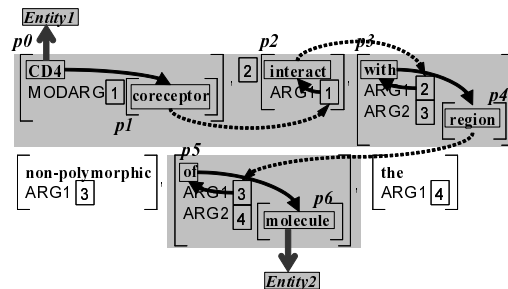 Entity1
p0 p2 p3
CD4 , 2 interact , with
MODARG 1 coreceptor ARG1 1 ARG1 2
p1 ARG2 3 region p4
non-polymorphic , p5 of , the
ARG1 3 ARG1 3 p6 ARG1 4
ARG2 4 molecule
Entity2